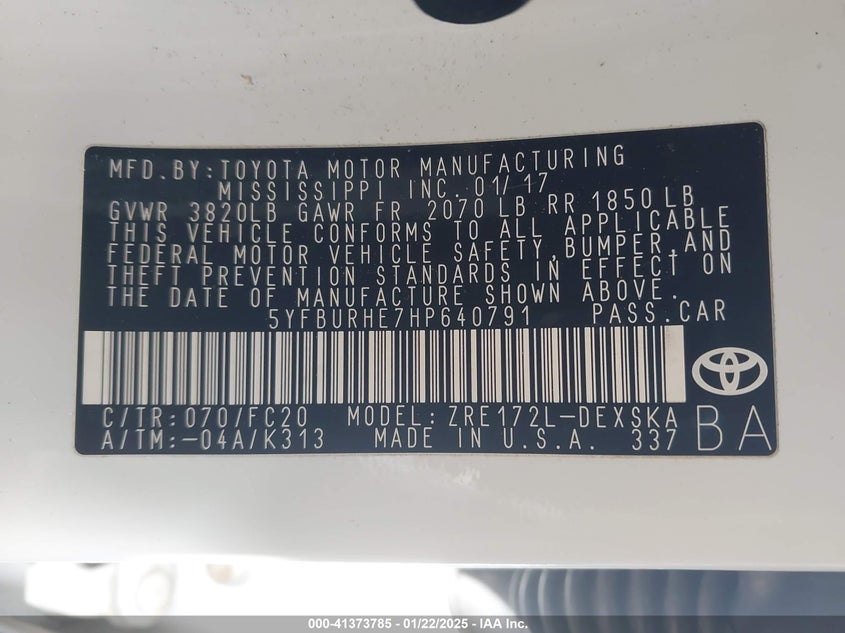 MFD.BY:TOYOTA MOTOR MANUFACTURING
MISSISSIPPI INC. 01/17
GVWR 3820LB GAWR FR 2070 LB RR 1850 LB
THIS VEHICLE CONFORMS TO ALL APPLICABLE
FEDERAL MOTOR VEHICLE SAFETY,BUMPER,AND
THEFT PREVENTION STANDARDS IN EFFECT ON
THE DATE OF MANUFACTURE SHOWN ABOVE.
5YFBURHE7HP640791 PASS.CAR
C/TR:070/FC20 MODEL: ZRE172L-DEXSKA
A/TM:-04A/K313 MADE IN U.S.A. 337
BA
000-41373785 - 01/22/2025 - IAA Inc.